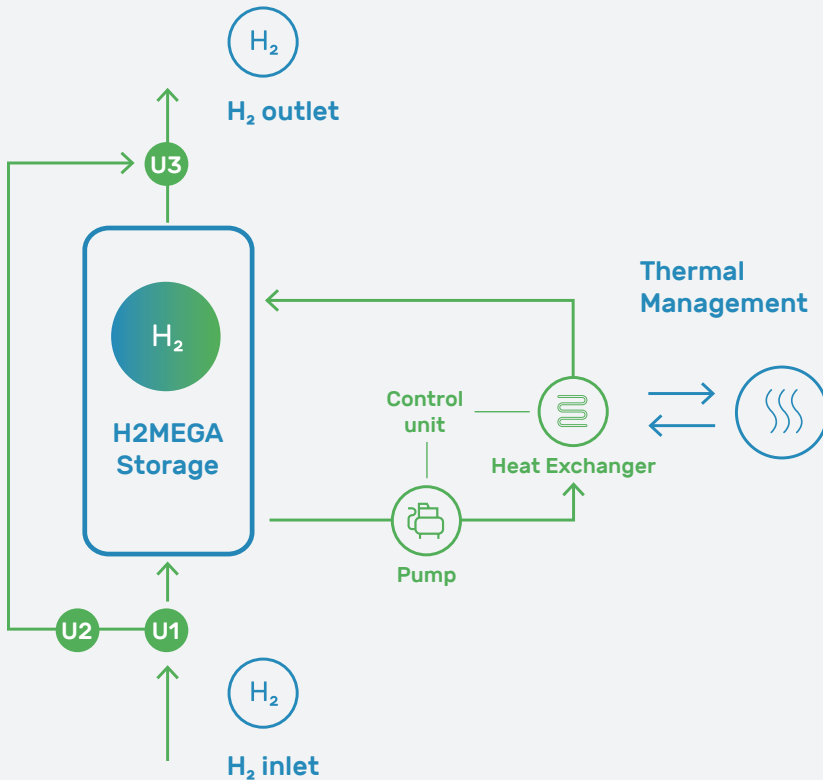 H₂
H₂ outlet
U3
H₂
H2MEGA
Storage
Thermal
Management
Control
unit
Heat Exchanger
Pump
U2
U1
H₂
H₂ inlet